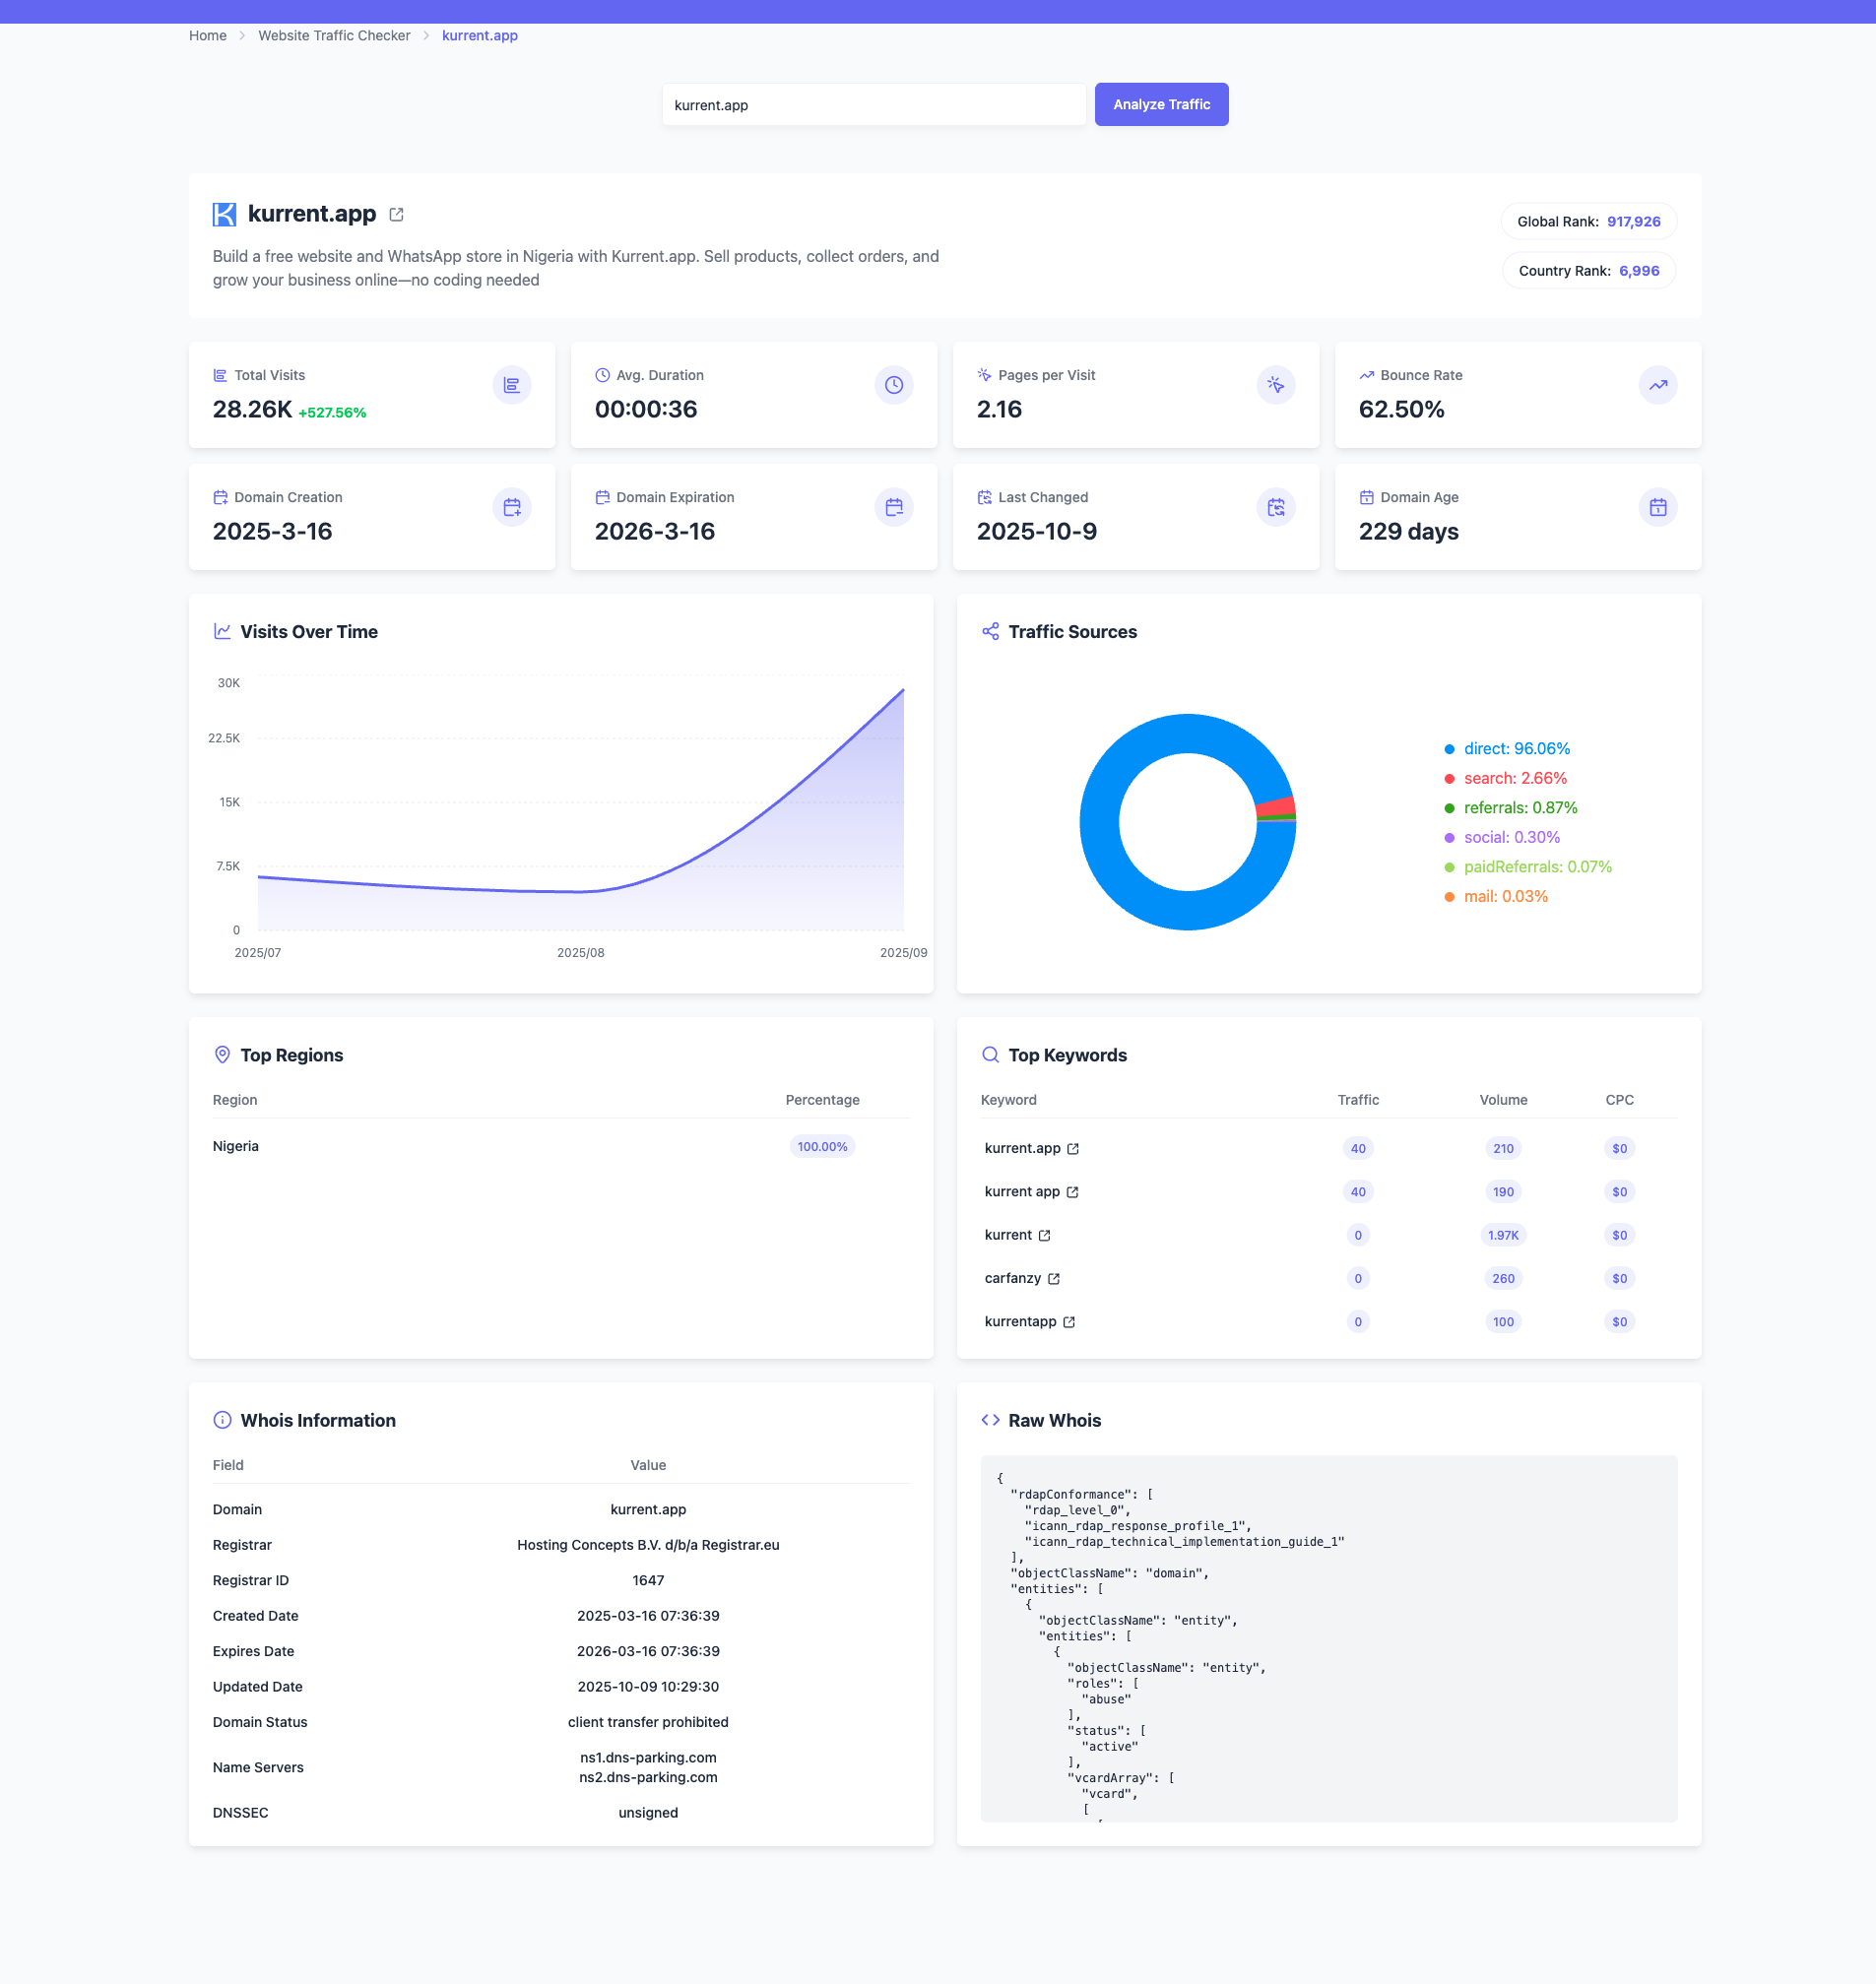 Home > Website Traffic Checker > kurrent.app
kurrent.app
Analyze Traffic
kurrent.app
Build a free website and WhatsApp store in Nigeria with Kurrent.app. Sell products, collect orders, and
grow your business online—no coding needed
Global Rank: 917,926
Country Rank: 6,996
Total Visits
28.26K +527.56%
Avg. Duration
00:00:36
Pages per Visit
2.16
Bounce Rate
62.50%
Domain Creation
2025-3-16
Domain Expiration
2026-3-16
Last Changed
2025-10-9
Domain Age
229 days
Visits Over Time
30K
22.5K
15K
7.5K
0
2025/07
2025/08
2025/09
Traffic Sources
direct: 96.06%
search: 2.66%
referrals: 0.87%
social: 0.30%
paidReferrals: 0.07%
mail: 0.03%
Top Regions
Region Percentage
Nigeria 100.00%
Top Keywords
Keyword Traffic Volume CPC
kurrent.app 40 210 $0
kurrent app 40 190 $0
kurrent 0 1.97K $0
carfanzy 0 260 $0
kurrentapp 0 100 $0
Whois Information
Field Value
Domain kurrent.app
Registrar Hosting Concepts B.V. d/b/a Registrar.eu
Registrar ID 1647
Created Date 2025-03-16 07:36:39
Expires Date 2026-03-16 07:36:39
Updated Date 2025-10-09 10:29:30
Domain Status client transfer prohibited
Name Servers ns1.dns-parking.com
ns2.dns-parking.com
DNSSEC unsigned
Raw Whois
{
"rdapConformance": [
"rdap_level_0",
"icann_rdap_response_profile_1",
"icann_rdap_technical_implementation_guide_1"
],
"objectClassName": "domain",
"entities": [
{
"objectClassName": "entity",
"entities": [
{
"objectClassName": "entity",
"roles": [
"abuse"
],
"status": [
"active"
],
"vcardArray": [
"vcard",
[
[